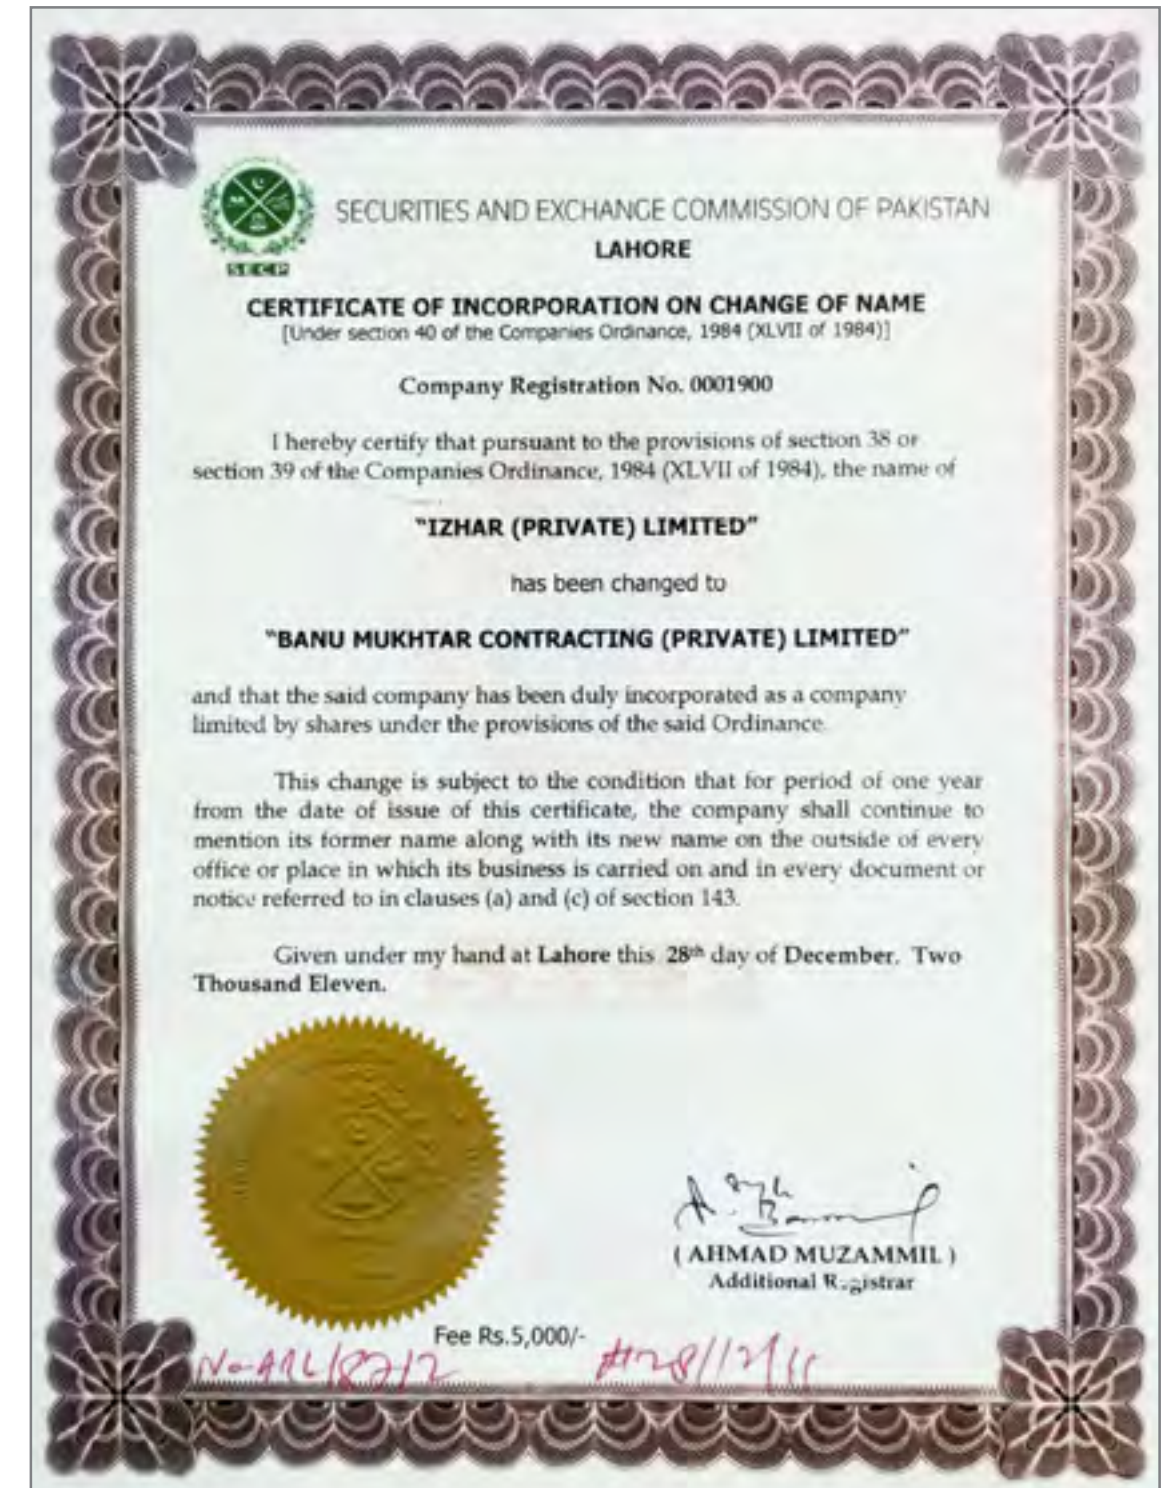 SECP
SECURITIES AND EXCHANGE COMMISSION OF PAKISTAN
LAHORE
CERTIFICATE OF INCORPORATION ON CHANGE OF NAME
[Under section 40 of the Companies Ordinance, 1984 (XLVII of 1984)]
Company Registration No. 0001900
I hereby certify that pursuant to the provisions of section 38 or
section 39 of the Companies Ordinance, 1984 (XLVII of 1984), the name of
"IZHAR (PRIVATE) LIMITED"
has been changed to
"BANU MUKHTAR CONTRACTING (PRIVATE) LIMITED"
and that the said company has been duly incorporated as a company
limited by shares under the provisions of the said Ordinance.
This change is subject to the condition that for period of one year
from the date of issue of this certificate, the company shall continue to
mention its former name along with its new name on the outside of every
office or place in which its business is carried on and in every document or
notice referred to in clauses (a) and (c) of section 143.
Given under my hand at Lahore this 28th day of December, Two
Thousand Eleven.
( AHMAD MUZAMMIL )
Additional Registrar
Fee Rs.5,000/-
28/12/11